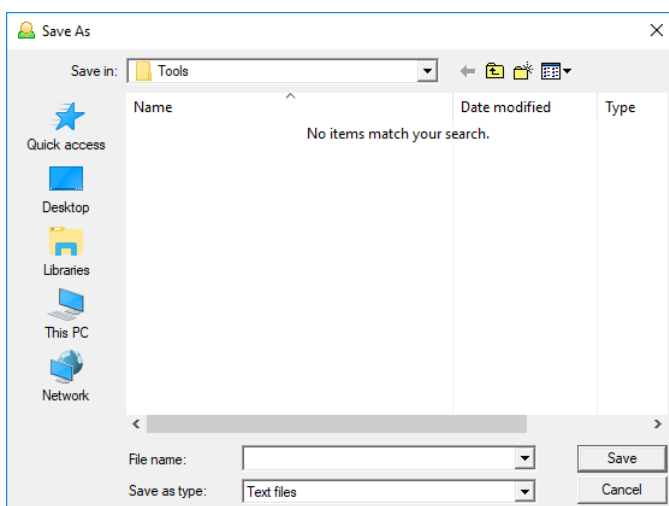 Save As
Save in: Tools
Name Date modified Type
No items match your search.
Quick access
Desktop
Libraries
This PC
Network
File name: Save
Save as type: Text files Cancel